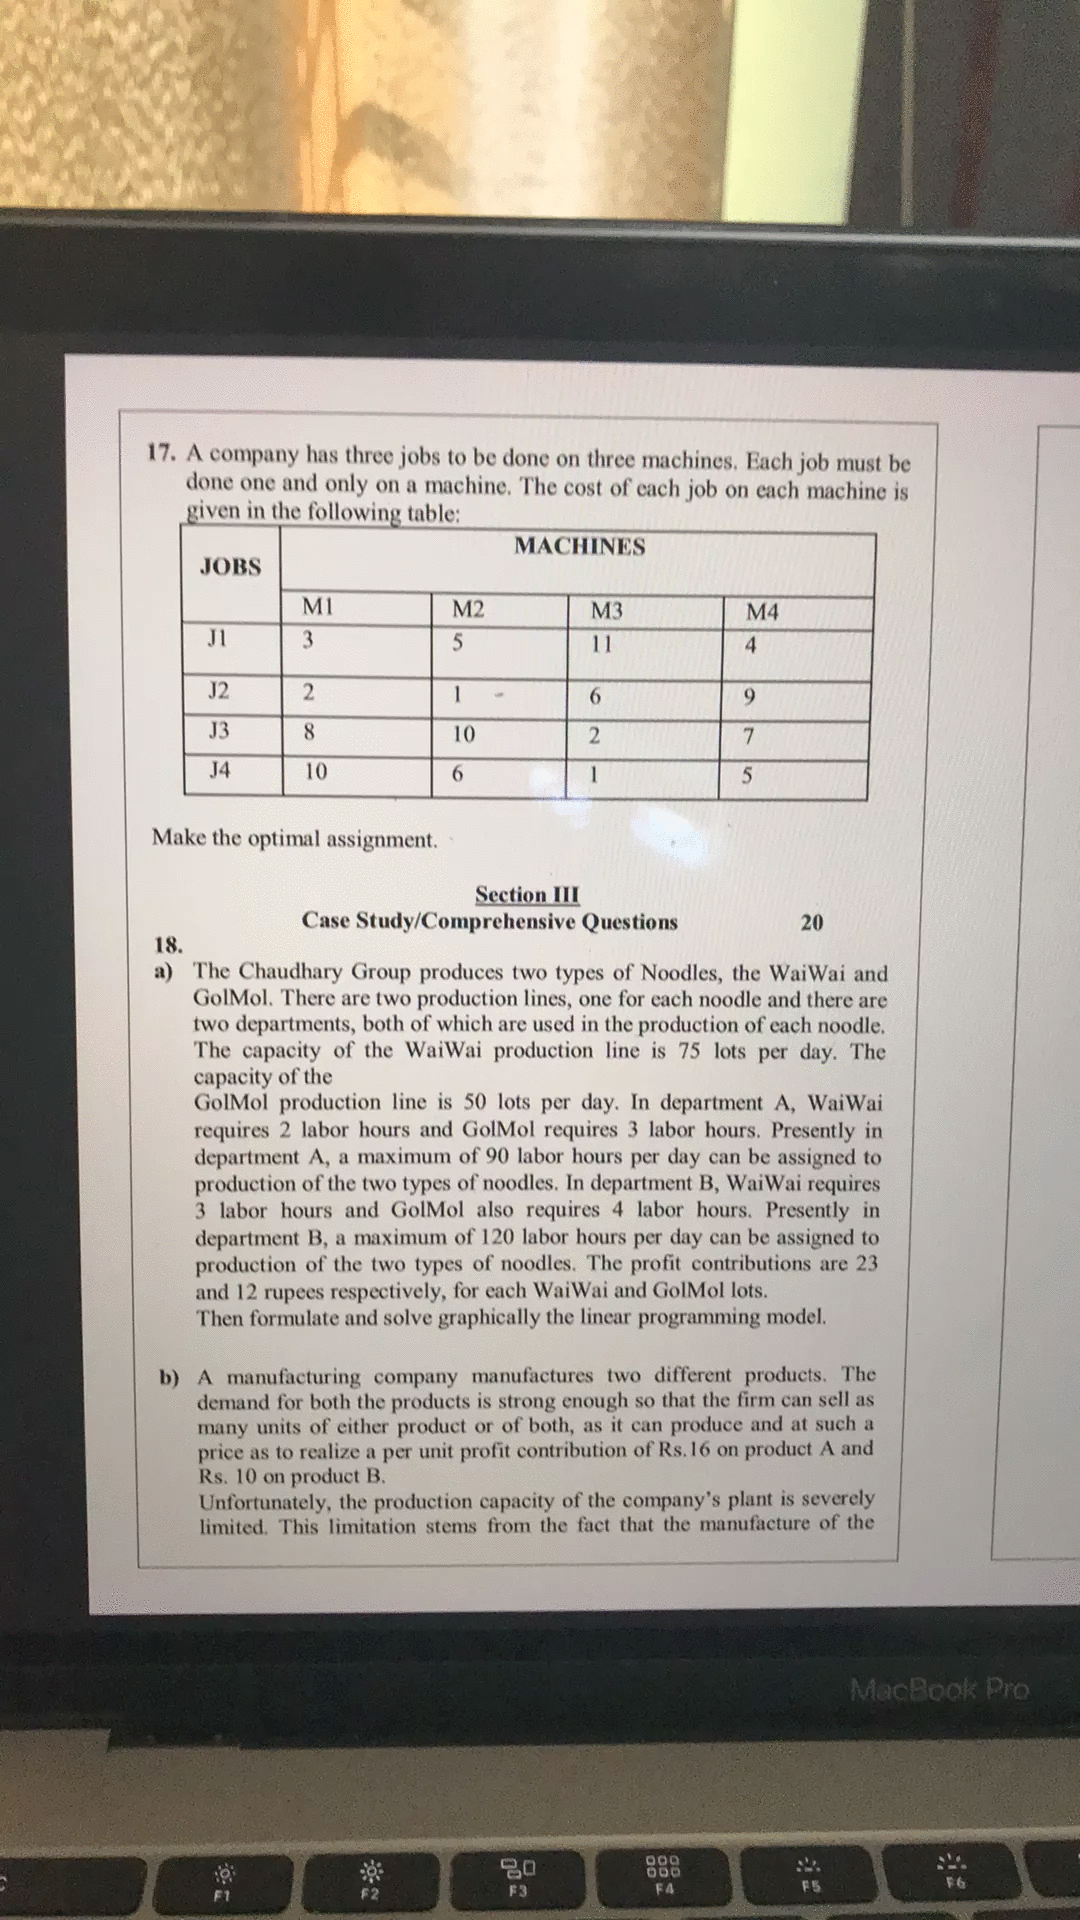 17. A company has three jobs to be done on three machines. Each job must be
done one and only on a machine. The cost of each job on each machine is
given in the following table:
JOBS MACHINES
M1 M2 M3 M4
J1 3 5 11 4
J2 2 1 6 9
J3 8 10 2 7
J4 10 6 1 5
Make the optimal assignment.
Section III
Case Study/Comprehensive Questions 20
18.
a) The Chaudhary Group produces two types of Noodles, the WaiWai and
GolMol. There are two production lines, one for each noodle and there are
two departments, both of which are used in the production of each noodle.
The capacity of the WaiWai production line is 75 lots per day. The
capacity of the
GolMol production line is 50 lots per day. In department A, WaiWai
requires 2 labor hours and GolMol requires 3 labor hours. Presently in
department A, a maximum of 90 labor hours per day can be assigned to
production of the two types of noodles. In department B, WaiWai requires
3 labor hours and GolMol also requires 4 labor hours. Presently in
department B, a maximum of 120 labor hours per day can be assigned to
production of the two types of noodles. The profit contributions are 23
and 12 rupees respectively, for each WaiWai and GolMol lots.
Then formulate and solve graphically the linear programming model.
b) A manufacturing company manufactures two different products. The
demand for both the products is strong enough so that the firm can sell as
many units of either product or of both, as it can produce and at such a
price as to realize a per unit profit contribution of Rs.16 on product A and
Rs. 10 on product B.
Unfortunately, the production capacity of the company's plant is severely
limited. This limitation stems from the fact that the manufacture of the
MacBook Pro
F1 F2 F3 F4 F5 F6